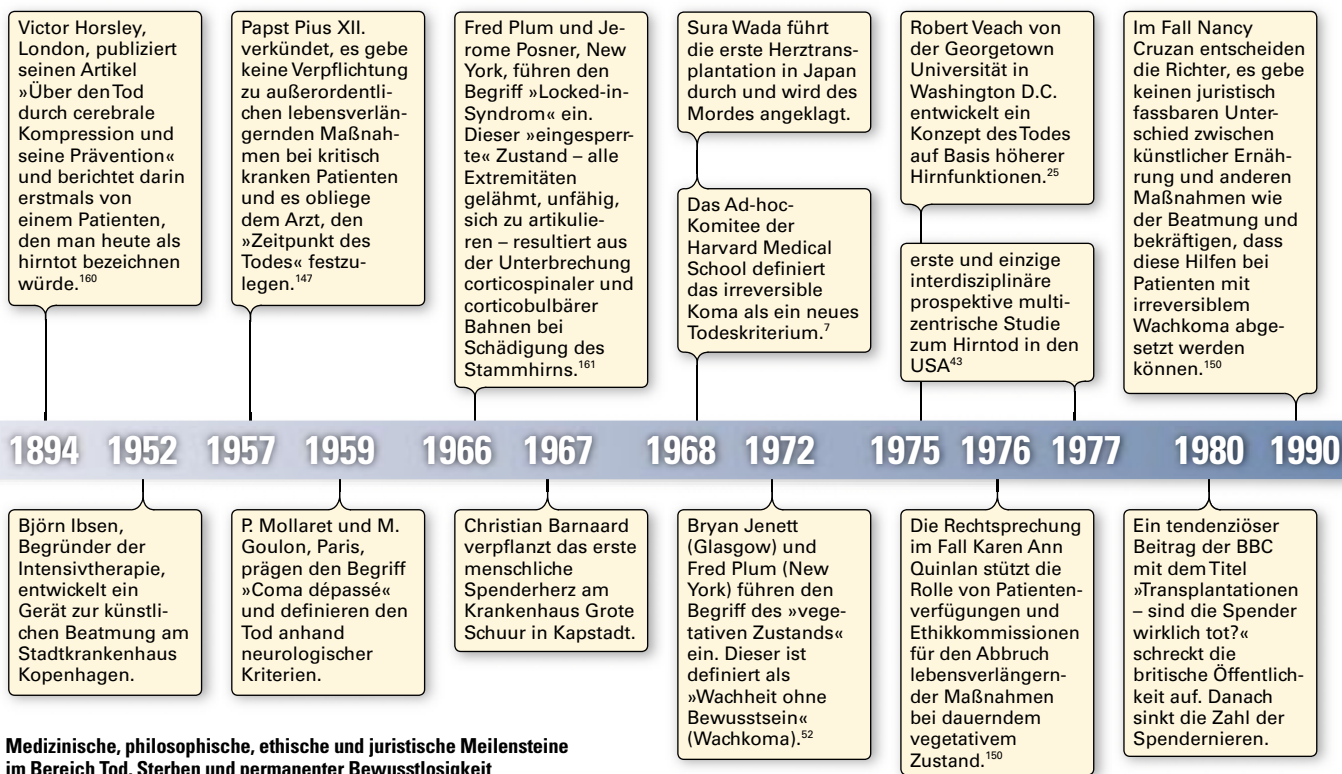 Victor Horsley,
London, publiziert
seinen Artikel
»Über den Tod
durch cerebrale
Kompression und
seine Prävention«
und berichtet darin
erstmals von
einem Patienten,
den man heute als
hirntot bezeichnen
würde.160
Papst Pius XII.
verkündet, es gebe
keine Verpflichtung
zu außerordentli-
chen lebensverlän-
gernden Maßnah-
men bei kritisch
kranken Patienten
und es obliege
dem Arzt, den
»Zeitpunkt des
Todes« festzu-
legen.147
Fred Plum und Je-
rome Posner, New
York, führen den
Begriff »Locked-in-
Syndrom« ein.
Dieser »eingesperr-
te« Zustand – alle
Extremitäten
gelähmt, unfähig,
sich zu artikulie-
ren – resultiert aus
der Unterbrechung
corticospinaler und
corticobulbärer
Bahnen bei
Schädigung des
Stammhirns.161
Sura Wada führt
die erste Herztrans-
plantation in Japan
durch und wird des
Mordes angeklagt.
Das Ad-hoc-
Komitee der
Harvard Medical
School definiert
das irreversible
Koma als ein neues
Todeskriterium.7
Robert Veach von
der Georgetown
Universität in
Washington D.C.
entwickelt ein
Konzept des Todes
auf Basis höherer
Hirnfunktionen.25
erste und einzige
interdisziplinäre
prospektive multi-
zentrische Studie
zum Hirntod in den
USA43
Im Fall Nancy
Cruzan entscheiden
die Richter, es gebe
keinen juristisch
fassbaren Unter-
schied zwischen
künstlicher Ernäh-
rung und anderen
Maßnahmen wie
der Beatmung und
bekräftigen, dass
diese Hilfen bei
Patienten mit
irreversiblem
Wachkoma abge-
setzt werden
können.150
1894 1952 1957 1959 1966 1967 1968 1972 1975 1976 1977 1980 1990
Björn Ibsen,
Begründer der
Intensivtherapie,
entwickelt ein
Gerät zur künstli-
chen Beatmung am
Stadtkrankenhaus
Kopenhagen.
P. Mollaret und M.
Goulon, Paris,
prägen den Begriff
»Coma dépassé«
und definieren den
Tod anhand
neurologischer
Kriterien.
Christian Barnaard
verpflanzt das erste
menschliche
Spenderherz am
Krankenhaus Grote
Schuur in Kapstadt.
Bryan Jenett
(Glasgow) und
Fred Plum (New
York) führen den
Begriff des »vege-
tativen Zustands«
ein. Dieser ist
definiert als
»Wachheit ohne
Bewusstsein«
(Wachkoma).52
Die Rechtsprechung
im Fall Karen Ann
Quinlan stützt die
Rolle von Patienten-
verfügungen und
Ethikkommissionen
für den Abbruch
lebensverlängern-
der Maßnahmen
bei dauerndem
vegetativem
Zustand.150
Ein tendenziöser
Beitrag der BBC
mit dem Titel
»Transplantationen
– sind die Spender
wirklich tot?«
schreckt die
britische Öffentlich-
keit auf. Danach
sinkt die Zahl der
Spendernieren.
Medizinische, philosophische, ethische und juristische Meilensteine
im Bereich Tod, Sterben und permanenter Bewusstlosigkeit